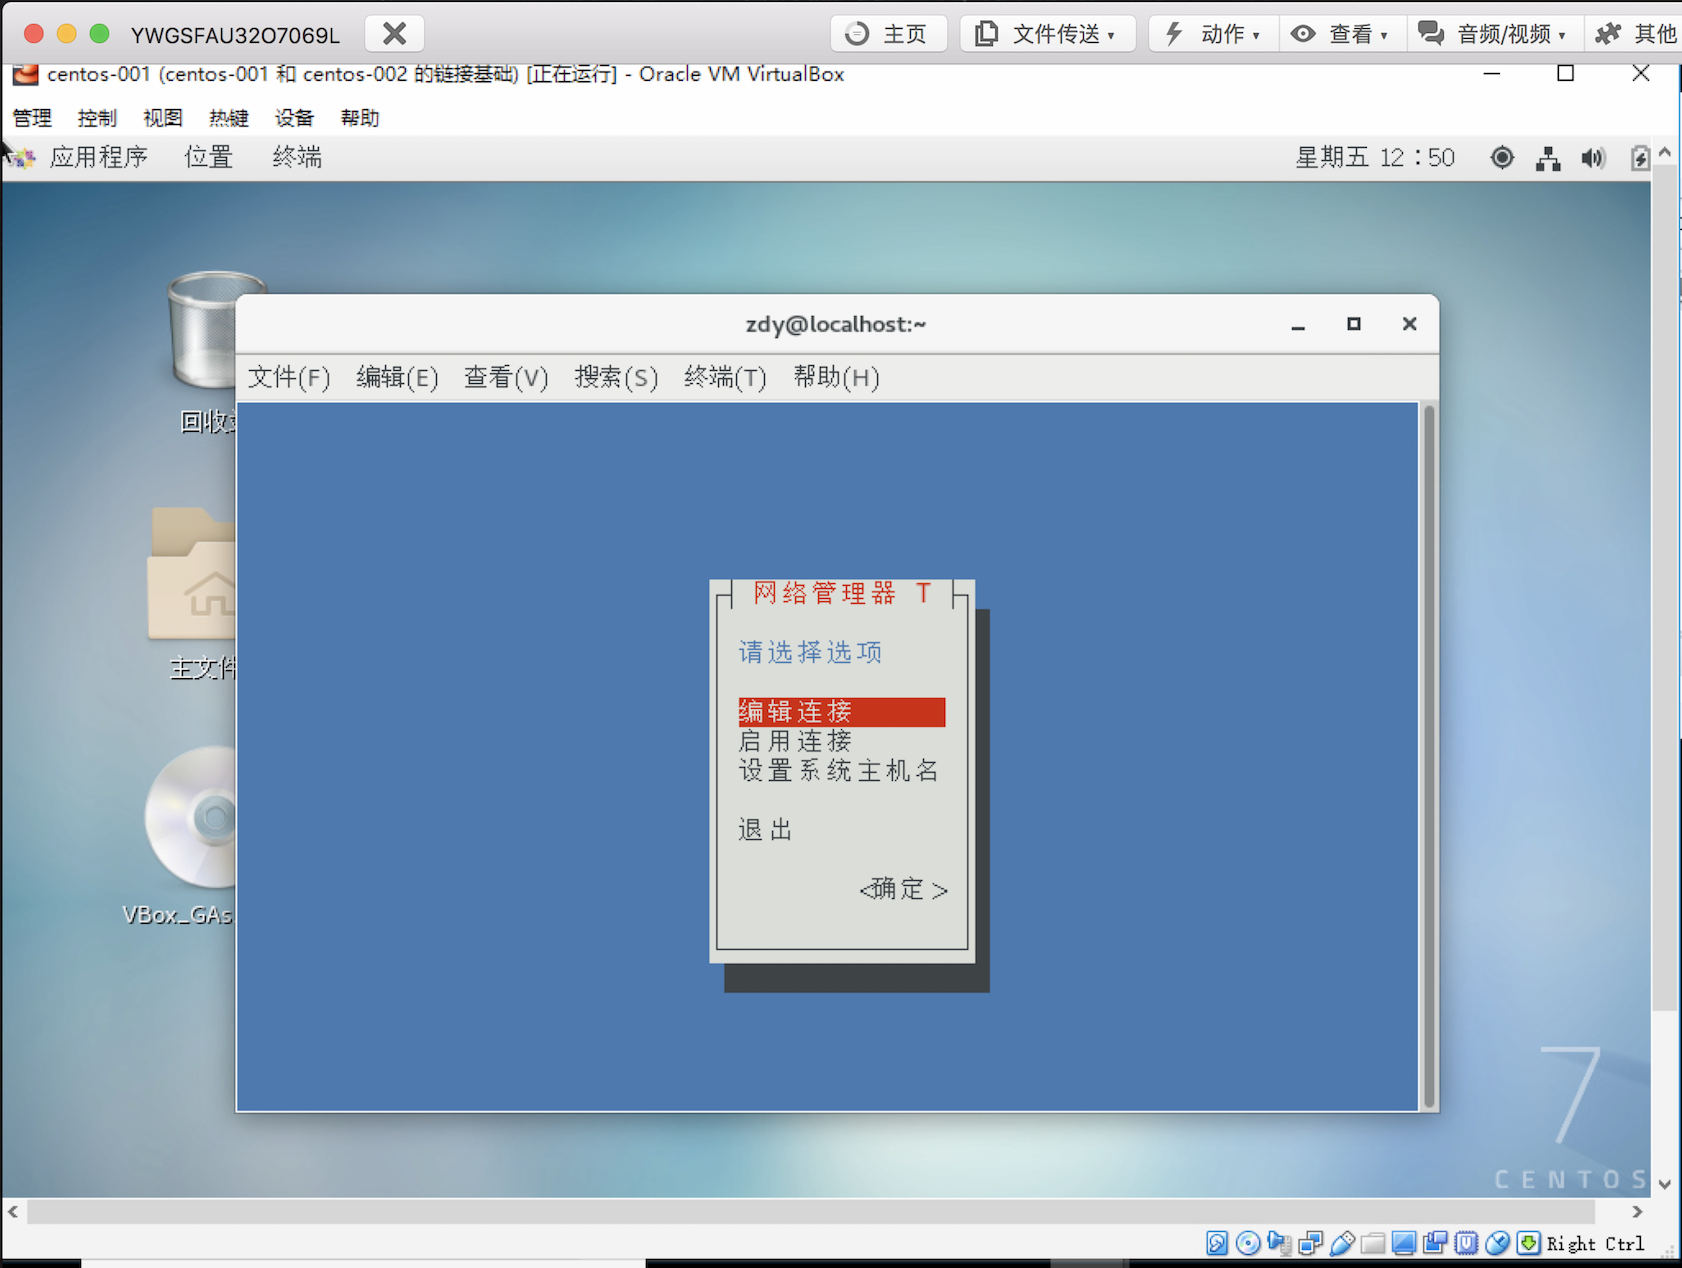 YWGSFAU32O7069L
主页
文件传送
动作
查看
音频/视频
其他
centos-001 (centos-001 和 centos-002 的链接基础) [正在运行] - Oracle VM VirtualBox
管理 控制 视图 热键 设备 帮助
应用程序 位置 终端
星期五 12：50
zdy@localhost:~
文件(F) 编辑(E) 查看(V) 搜索(S) 终端(T) 帮助(H)
回收
主文件
VBox_GAs
网络管理器 T
请选择选项
编辑连接
启用连接
设置系统主机名
退出
<确定>
7
CENTOS
Right Ctrl